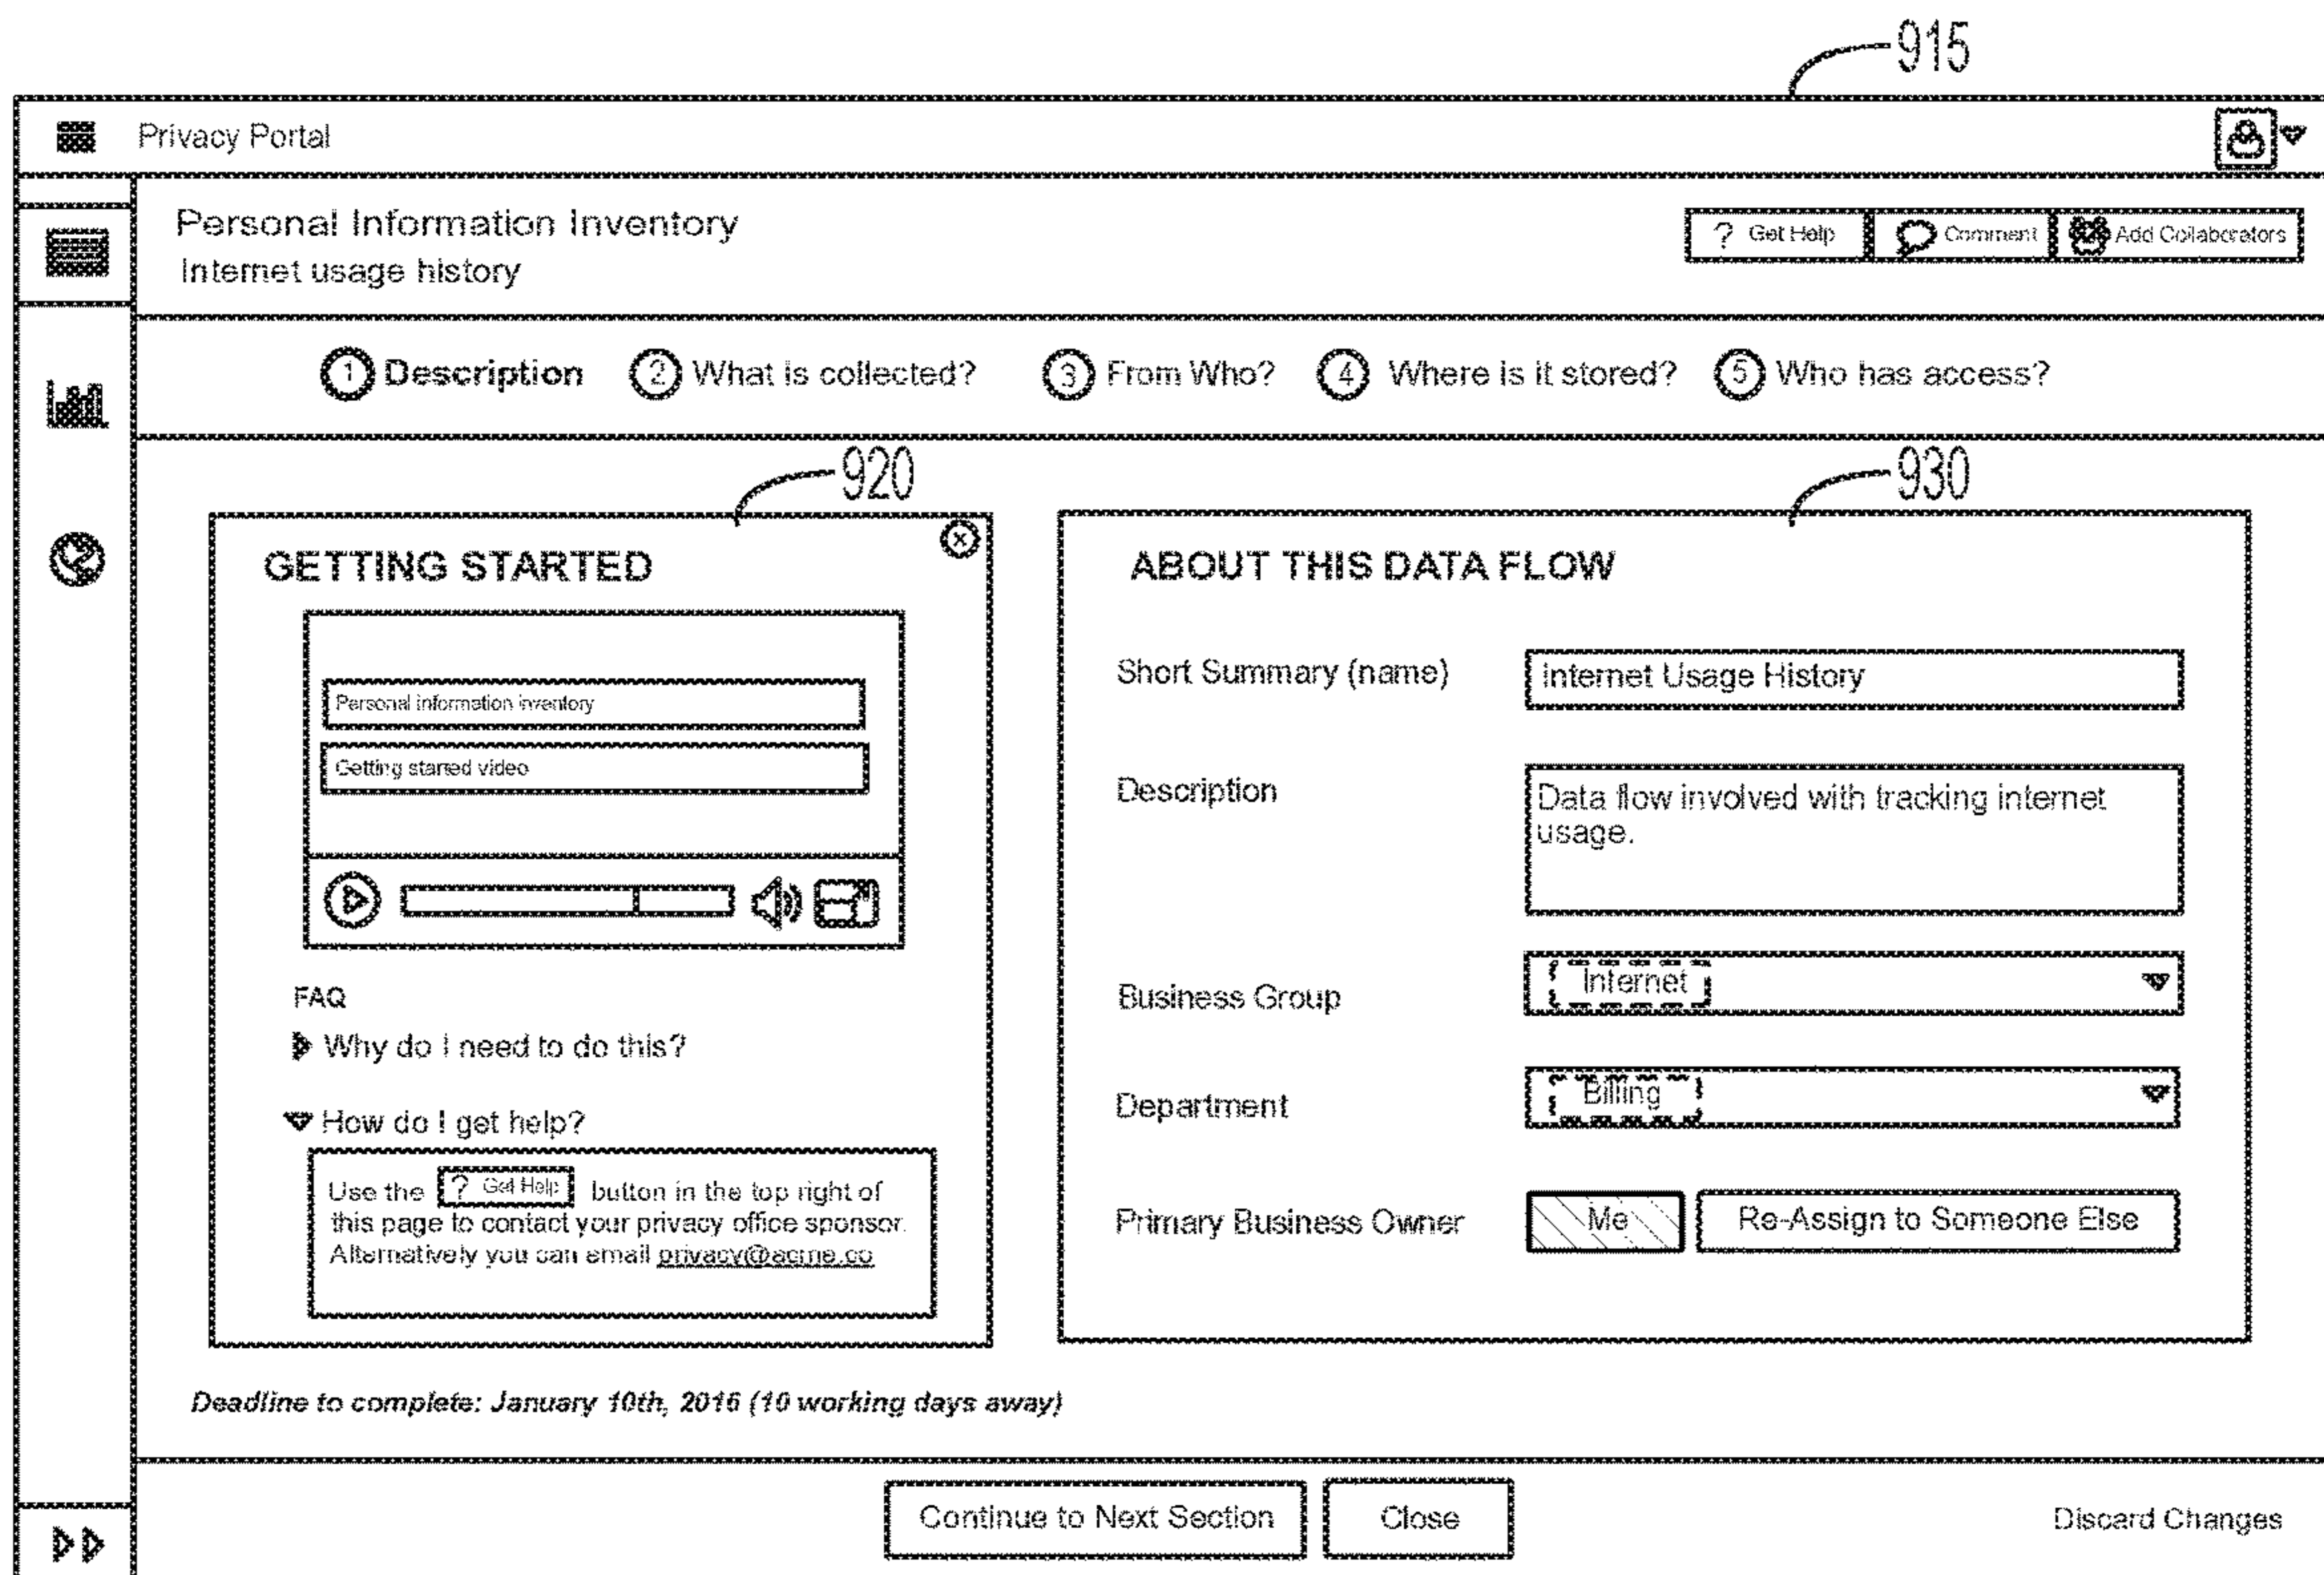 915
Privacy Portal
Personal Information Inventory
Internet usage history
? Get Help
Comment
Add Collaborators
1 Description
2 What is collected?
3 From Who?
4 Where is it stored?
5 Who has access?
920
GETTING STARTED
Personal information inventory
Getting started video
FAQ
Why do I need to do this?
How do I get help?
Use the ? Get Help button in the top right of
this page to contact your privacy office sponsor.
Alternatively you can email privacy@acme.co
930
ABOUT THIS DATA FLOW
Short Summary (name)
Internet Usage History
Description
Data flow involved with tracking internet
usage.
Business Group
Internet
Department
Billing
Primary Business Owner
Me
Re-Assign to Someone Else
Deadline to complete: January 10th, 2016 (10 working days away)
Continue to Next Section
Close
Discard Changes